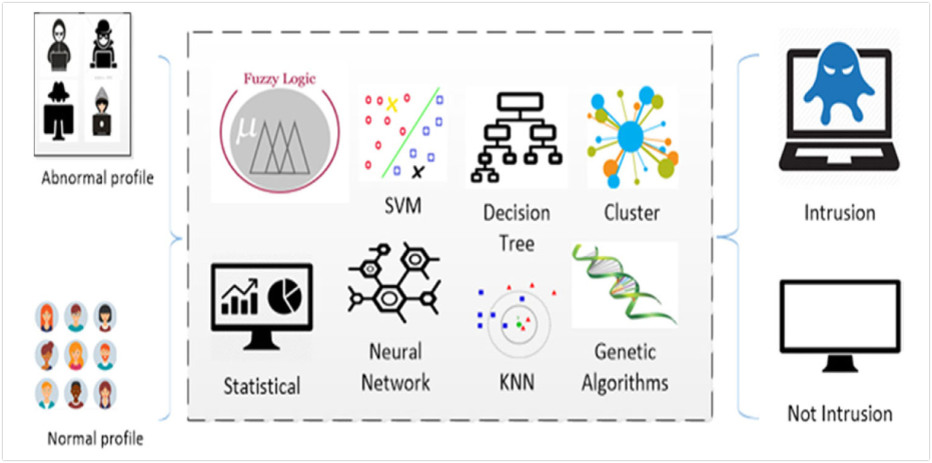 Abnormal profile
Normal profile
Fuzzy Logic
μ
SVM
Decision
Tree
Cluster
Statistical
Neural
Network
KNN
Genetic
Algorithms
Intrusion
Not Intrusion